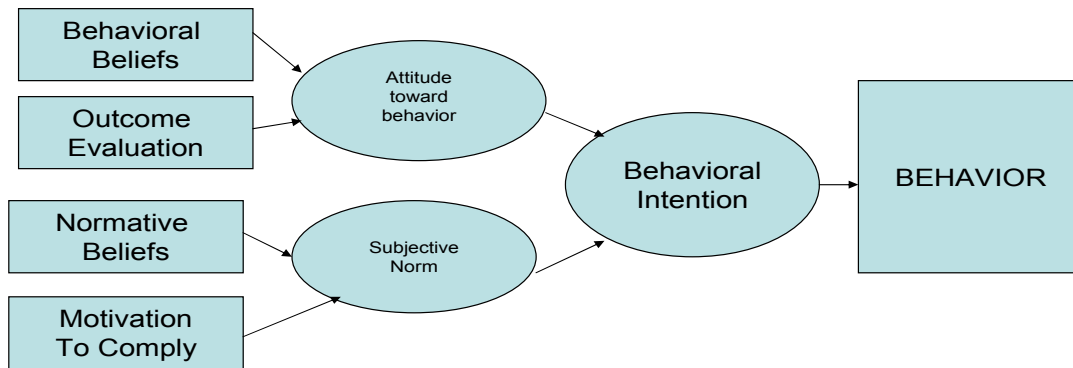 Behavioral
Beliefs
Outcome
Evaluation
Attitude
toward
behavior
Normative
Beliefs
Motivation
To Comply
Subjective
Norm
Behavioral
Intention
BEHAVIOR